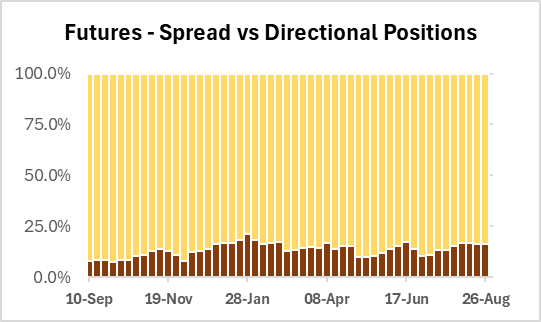 Futures - Spread vs Directional Positions
100.0%
75.0%
50.0%
25.0%
0.0%
10-Sep 19-Nov 28-Jan 08-Apr 17-Jun 26-Aug